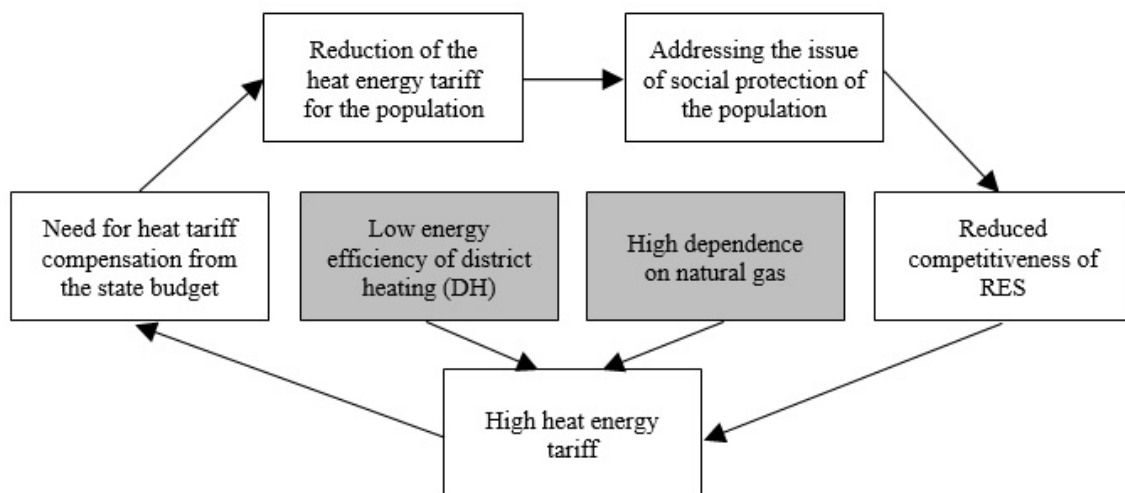 Reduction of the
heat energy tariff
for the population
Addressing the issue
of social protection of
the population
Need for heat tariff
compensation from
the state budget
Low energy
efficiency of district
heating (DH)
High dependence
on natural gas
Reduced
competitiveness of
RES
High heat energy
tariff